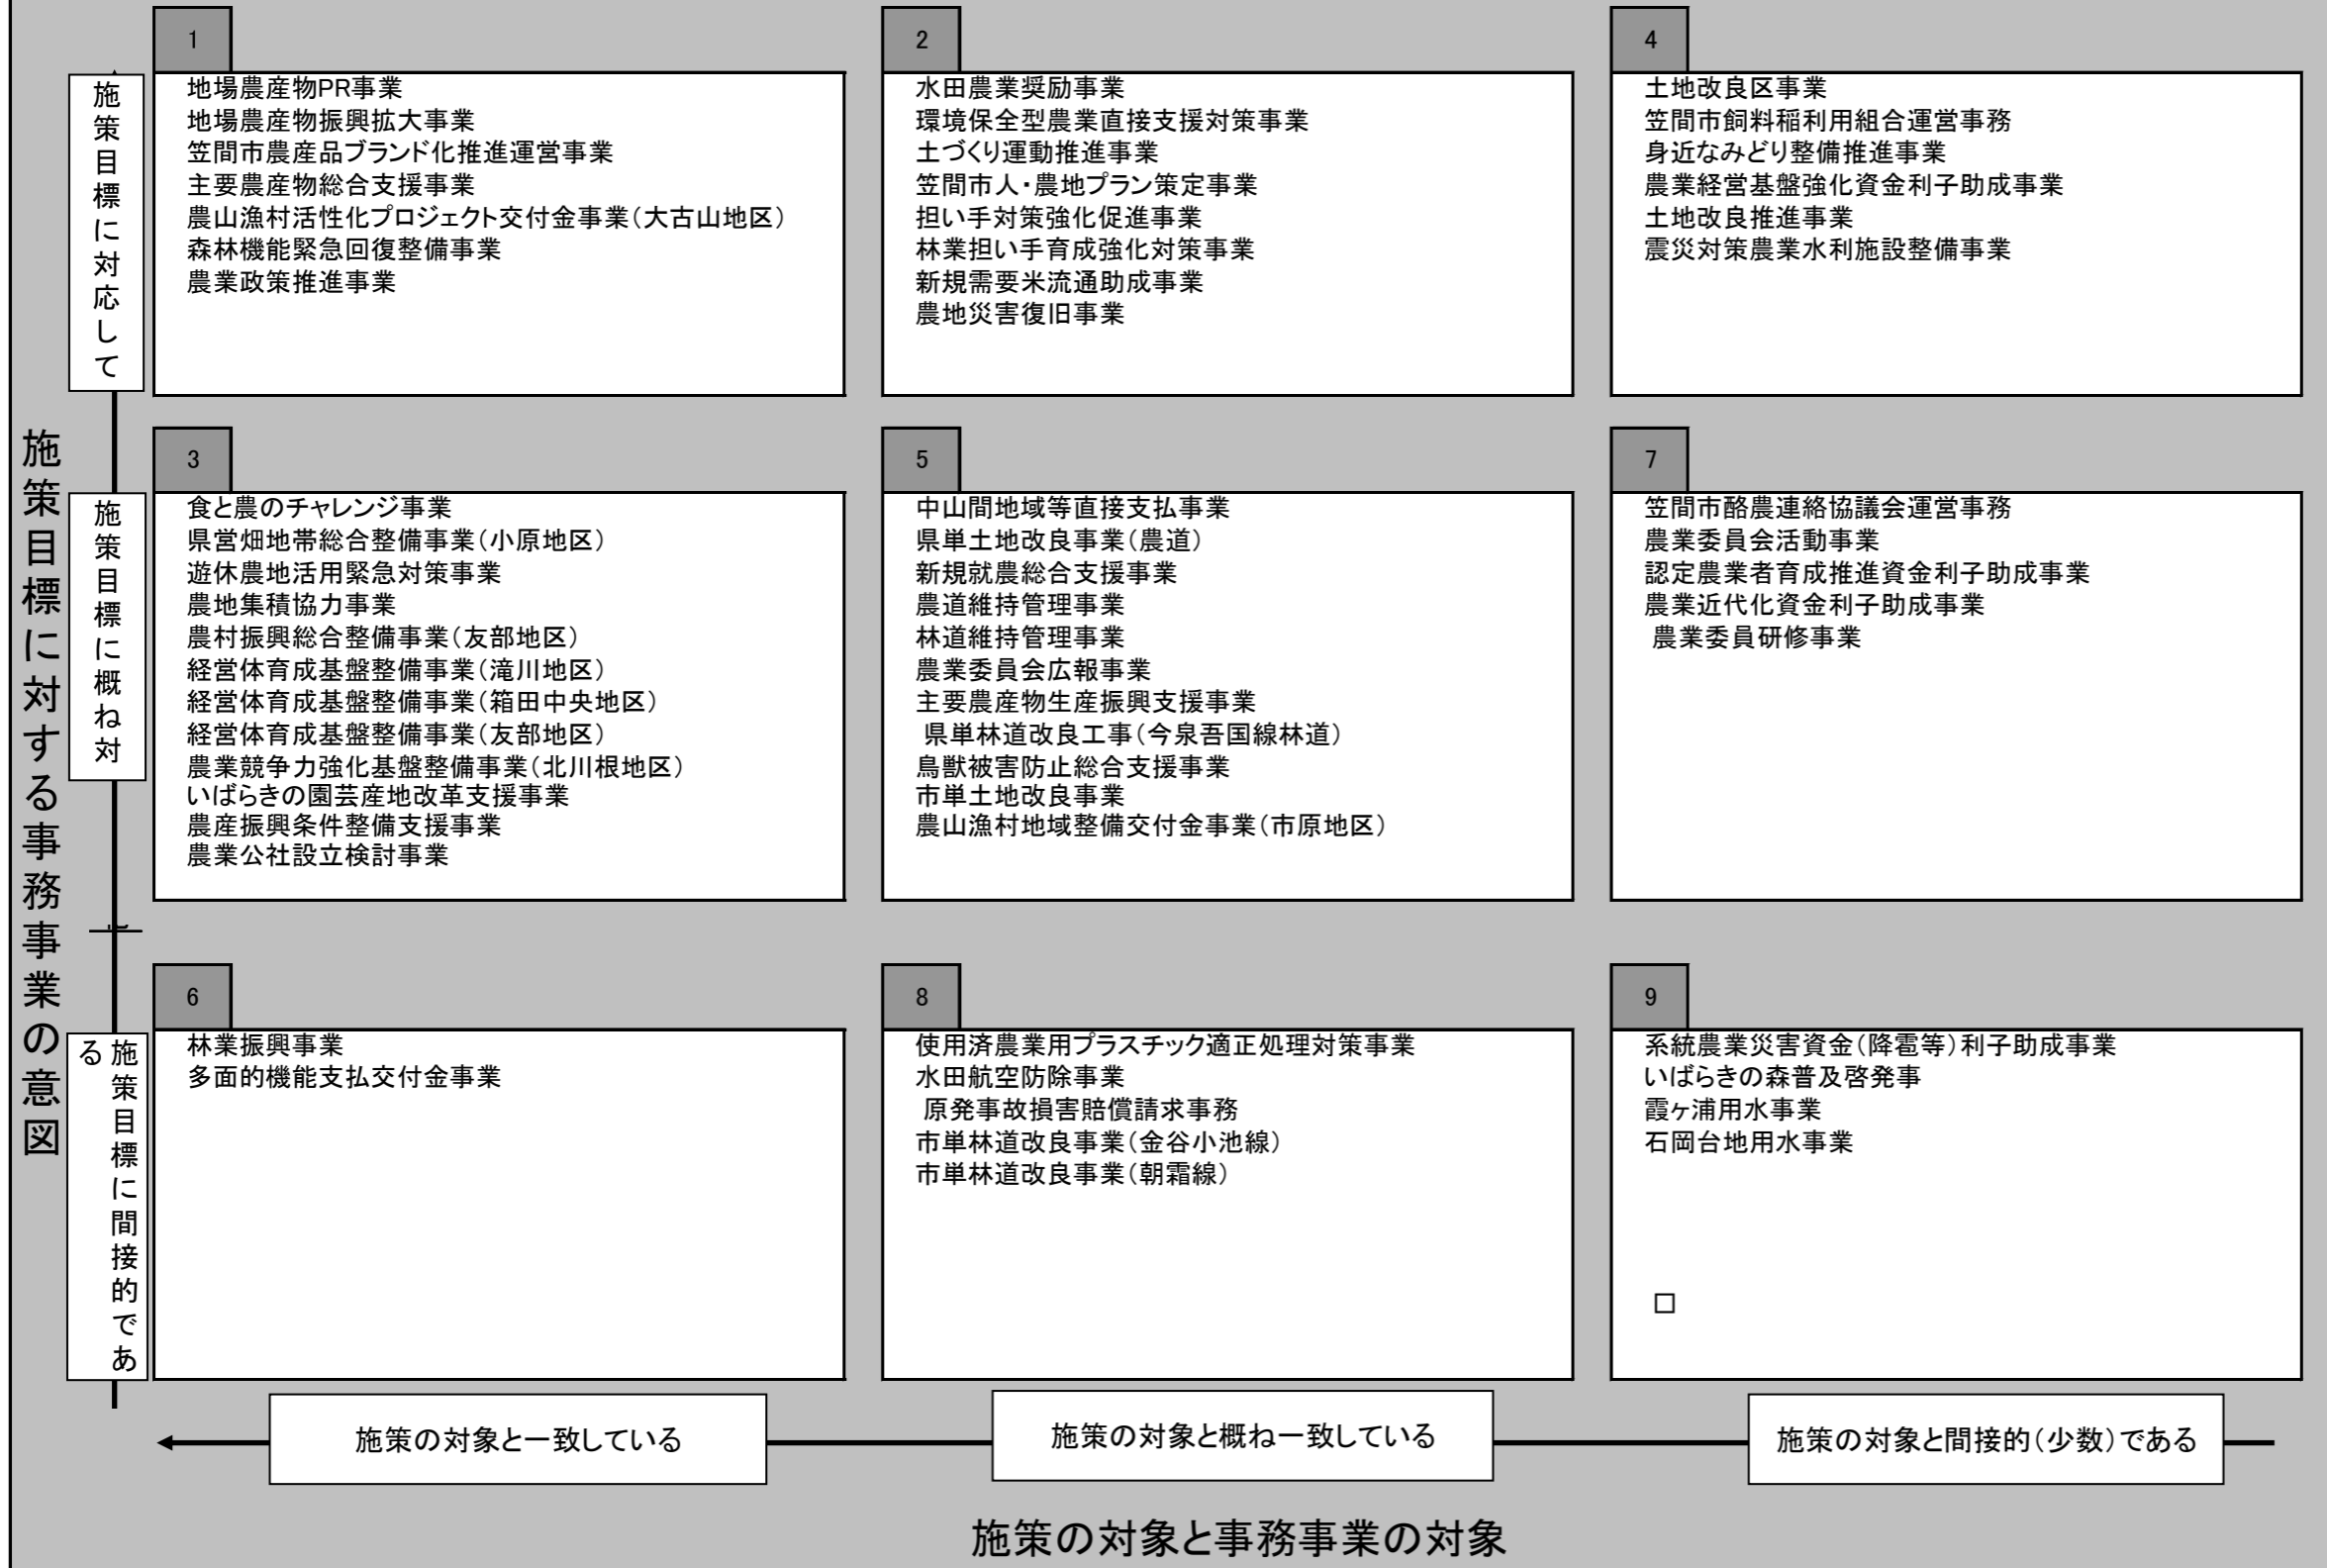 施策目標に対する事務事業の意図
施策目標に対応して
1
地場農産物PR事業
地場農産物振興拡大事業
笠間市農産品ブランド化推進運営事業
主要農産物総合支援事業
農山漁村活性化プロジェクト交付金事業(大古山地区)
森林機能緊急回復整備事業
農業政策推進事業
2
水田農業奨励事業
環境保全型農業直接支援対策事業
土づくり運動推進事業
笠間市人・農地プラン策定事業
担い手対策強化促進事業
林業担い手育成強化対策事業
新規需要米流通助成事業
農地災害復旧事業
4
土地改良区事業
笠間市飼料稲利用組合運営事務
身近なみどり整備推進事業
農業経営基盤強化資金利子助成事業
土地改良推進事業
震災対策農業水利施設整備事業
施策目標に概ね対
3
食と農のチャレンジ事業
県営畑地帯総合整備事業(小原地区)
遊休農地活用緊急対策事業
農地集積協力事業
農村振興総合整備事業(友部地区)
経営体育成基盤整備事業(滝川地区)
経営体育成基盤整備事業(箱田中央地区)
経営体育成基盤整備事業(友部地区)
農業競争力強化基盤整備事業(北川根地区)
いばらきの園芸産地改革支援事業
農産振興条件整備支援事業
農業公社設立検討事業
5
中山間地域等直接支払事業
県単土地改良事業(農道)
新規就農総合支援事業
農道維持管理事業
林道維持管理事業
農業委員会広報事業
主要農産物生産振興支援事業
県単林道改良工事(今泉吾国線林道)
鳥獣被害防止総合支援事業
市単土地改良事業
農山漁村地域整備交付金事業(市原地区)
7
笠間市酪農連絡協議会運営事務
農業委員会活動事業
認定農業者育成推進資金利子助成事業
農業近代化資金利子助成事業
農業委員研修事業
施策目標に間接的であ
る
6
林業振興事業
多面的機能支払交付金事業
8
使用済農業用プラスチック適正処理対策事業
水田航空防除事業
原発事故損害賠償請求事務
市単林道改良事業(金谷小池線)
市単林道改良事業(朝霜線)
9
系統農業災害資金(降雹等)利子助成事業
いばらきの森普及啓発事
霞ヶ浦用水事業
石岡台地用水事業
□
施策の対象と一致している
施策の対象と概ね一致している
施策の対象と間接的(少数)である
施策の対象と事務事業の対象